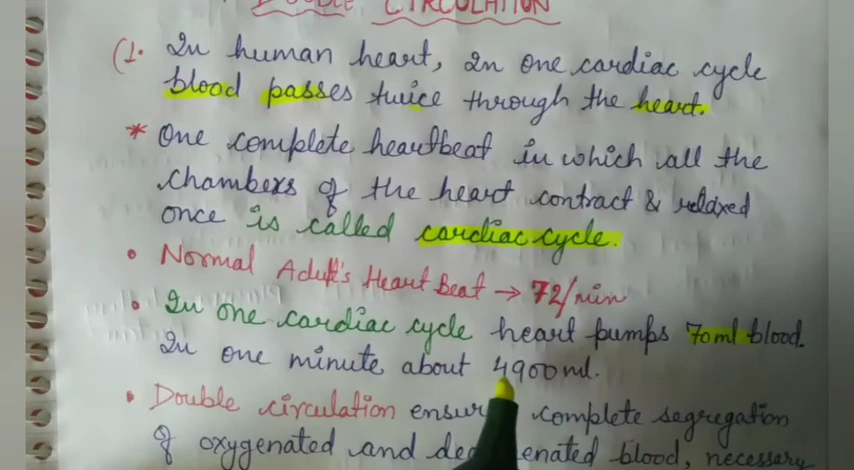 DOUBLE CIRCULATION
(1. In human heart, In one cardiac cycle
blood passes twice through the heart.
* One complete heartbeat in which all the
chambers of the heart contract & relaxed
once is called cardiac cycle.
• Normal Adult's Heart Beat → 72/min
• In one cardiac cycle heart pumps 70ml blood.
In one minute about 4900ml.
• Double circulation ensur complete segregation
of oxygenated and de enated blood, necessary